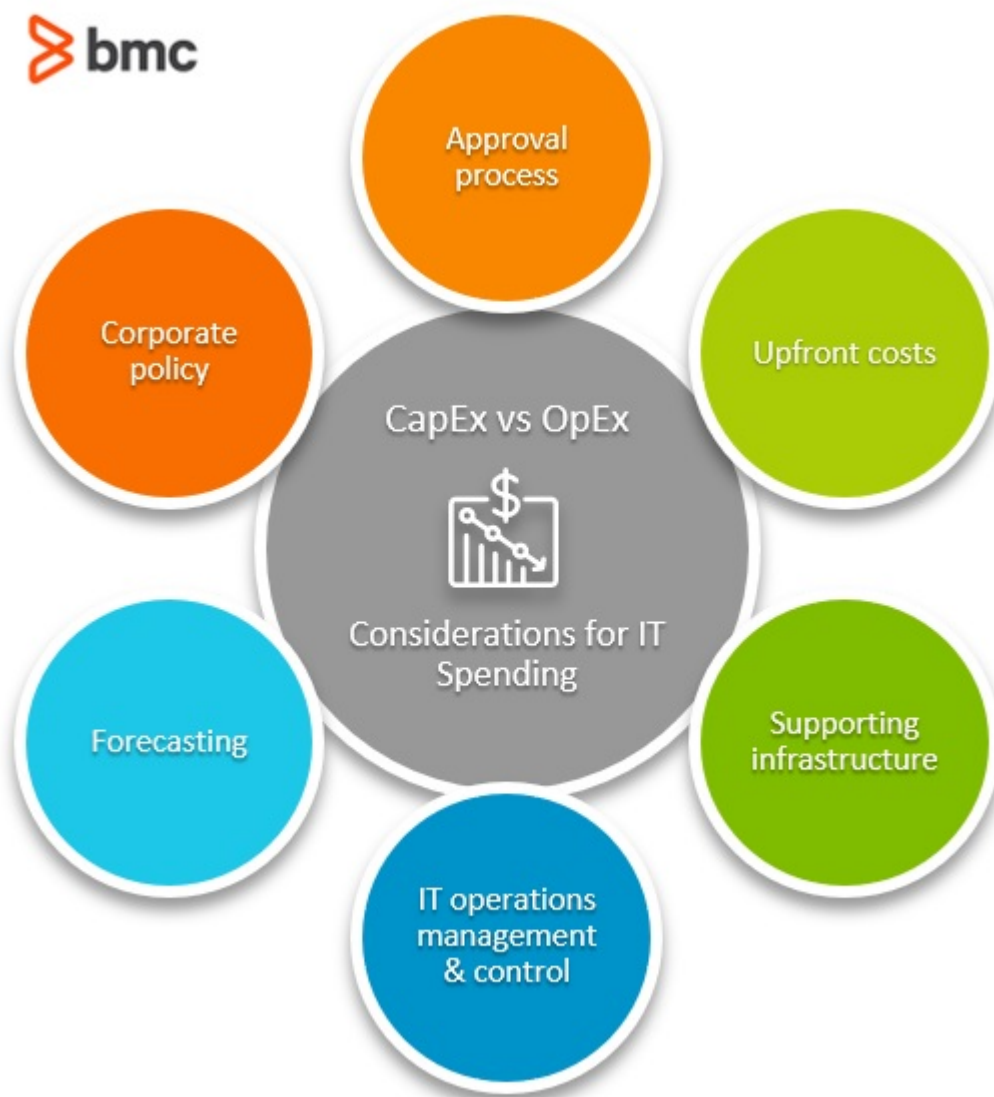 bmc
Approval
process
Upfront costs
Corporate
policy
CapEx vs OpEx
$
Considerations for IT
Spending
Supporting
infrastructure
Forecasting
IT operations
management
& control